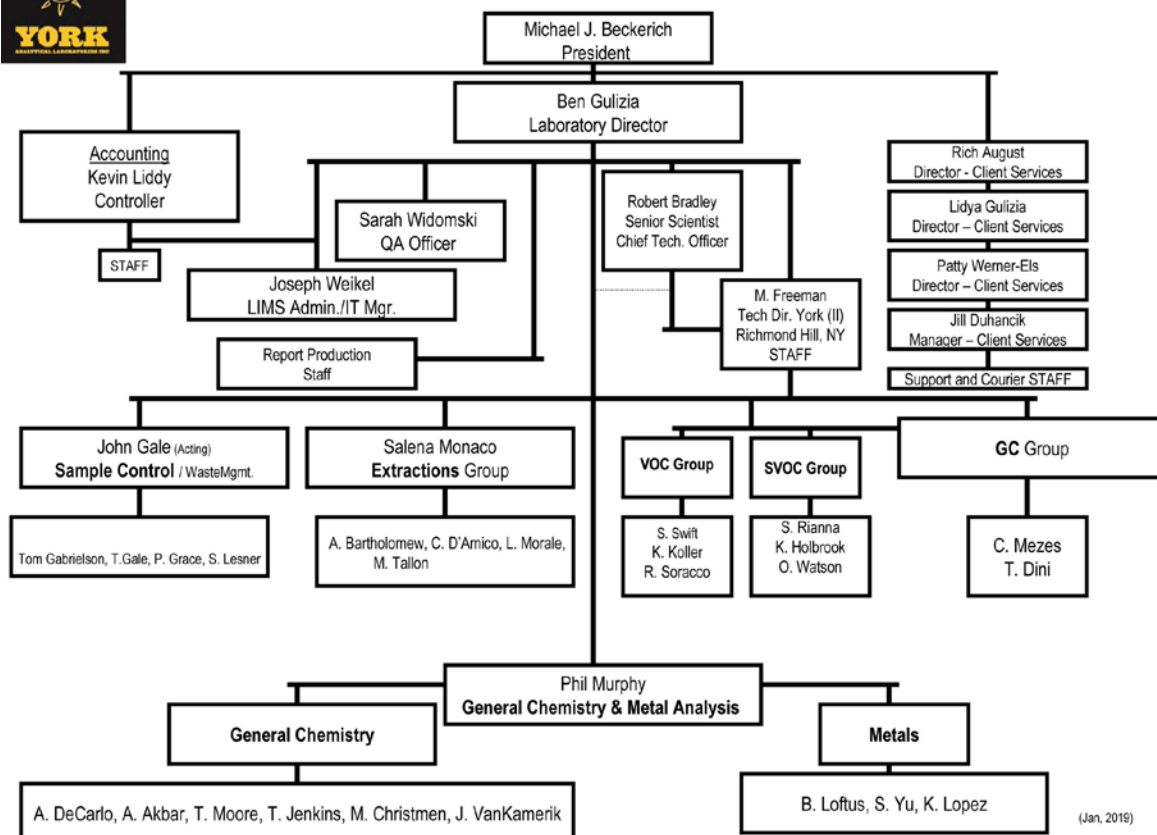 YORK
ANALYTICAL LABORATORIES INC
Michael J. Beckerich
President
Ben Gulizia
Laboratory Director
Accounting
Kevin Liddy
Controller
STAFF
Sarah Widomski
QA Officer
Joseph Weikel
LIMS Admin./IT Mgr.
Report Production
Staff
Robert Bradley
Senior Scientist
Chief Tech. Officer
M. Freeman
Tech Dir. York (II)
Richmond Hill, NY
STAFF
Rich August
Director - Client Services
Lidya Gulizia
Director – Client Services
Patty Werner-Els
Director – Client Services
Jill Duhancik
Manager – Client Services
Support and Courier STAFF
John Gale (Acting)
Sample Control / WasteMgmt.
Tom Gabrielson, T.Gale, P. Grace, S. Lesner
Salena Monaco
Extractions Group
A. Bartholomew, C. D'Amico, L. Morale,
M. Tallon
VOC Group
S. Swift
K. Koller
R. Soracco
SVOC Group
S. Rianna
K. Holbrook
O. Watson
GC Group
C. Mezes
T. Dini
Phil Murphy
General Chemistry & Metal Analysis
General Chemistry
A. DeCarlo, A. Akbar, T. Moore, T. Jenkins, M. Christmen, J. VanKamerik
Metals
B. Loftus, S. Yu, K. Lopez
(Jan, 2019)